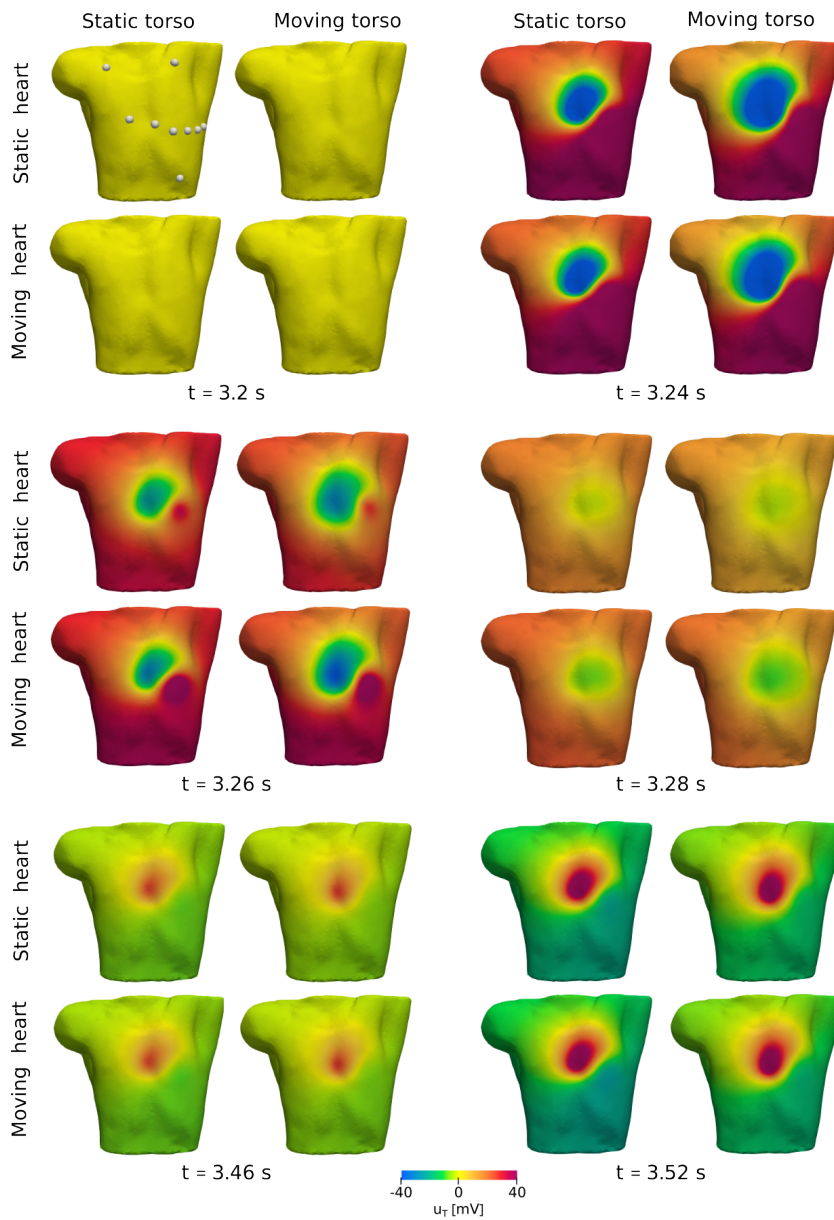 Static torso Moving torso Static torso Moving torso
Static heart
Moving heart
t = 3.2 s t = 3.24 s
Static heart
Moving heart
t = 3.26 s t = 3.28 s
Static heart
Moving heart
t = 3.46 s t = 3.52 s
-40 0 40
u_T [mV]